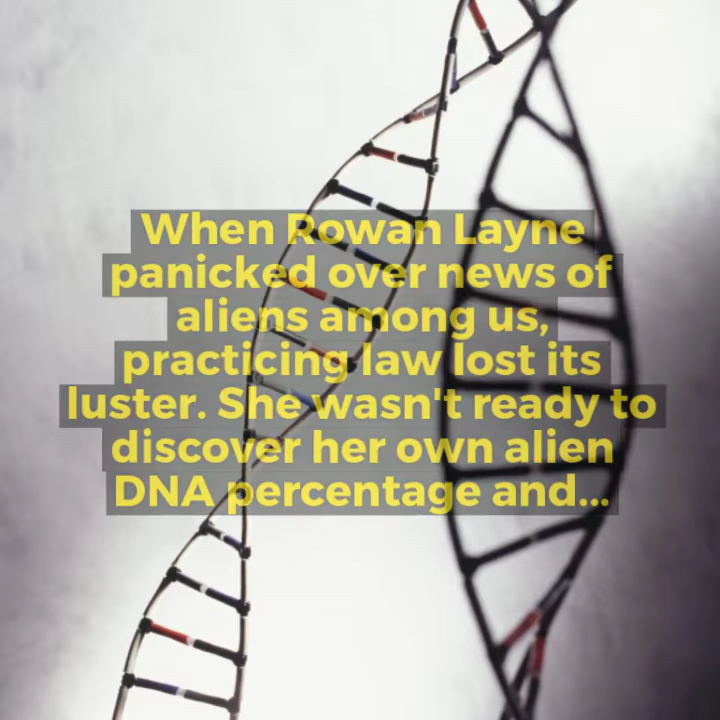 When Rowan Layne
panicked over news of
aliens among us,
practicing law lost its
luster. She wasn't ready to
discover her own alien
DNA percentage and...